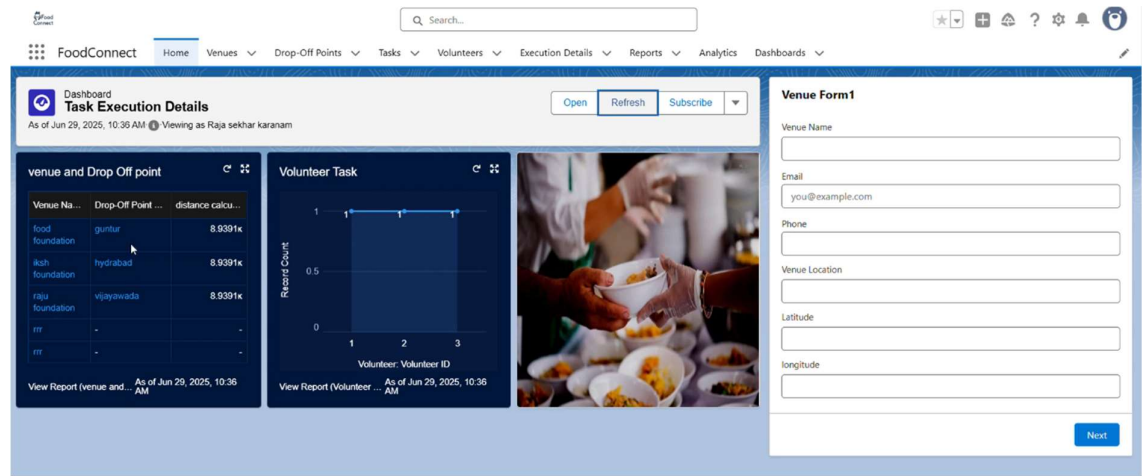 Food
Connect
Search...
FoodConnect Home Venues Drop-Off Points Tasks Volunteers Execution Details Reports Analytics Dashboards
Dashboard
Task Execution Details
As of Jun 29, 2025, 10:36 AM Viewing as Raja sekhar
karanam
Open Refresh Subscribe
venue and Drop Off point
Venue Na... Drop-Off Point ... distance calcu...
food
foundation guntur 8.9391K
iksh
foundation hydrabad 8.9391K
raju
foundation vijayawada 8.9391K
rrr - -
rrr - -
View Report (venue and... As of Jun 29, 2025, 10:36
AM
Volunteer Task
Record Count
1
0.5
0
1 1 1
1 2 3
Volunteer: Volunteer ID
View Report (Volunteer ... As of Jun 29, 2025, 10:36
AM
Venue Form1
Venue Name
Email
you@example.com
Phone
Venue Location
Latitude
longitude
Next